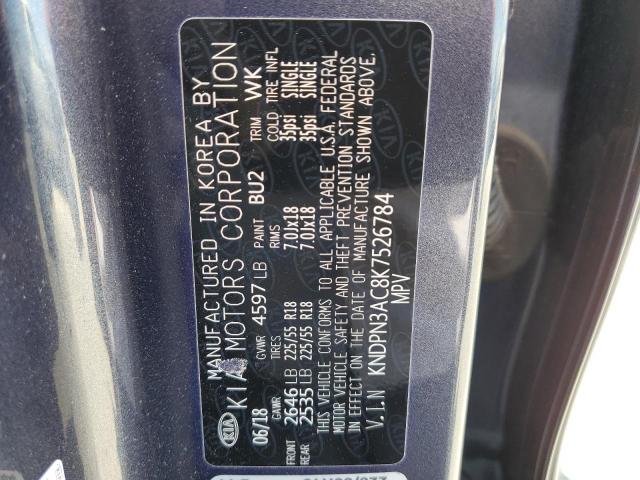 MANUFACTURED IN KOREA BY
KIA MOTORS CORPORATION
06/18 GVWR 4597 LB PAINT BU2 TRIM WK
GAWR TIRES RIMS COLD TIRE INFL
FRONT 2646 LB 225/55 R18 7.0Jx18 35psi SINGLE
REAR 2535 LB 225/55 R18 7.0Jx18 35psi SINGLE
THIS VEHICLE CONFORMS TO ALL APPLICABLE U.S.A. FEDERAL
MOTOR VEHICLE SAFETY AND THEFT PREVENTION STANDARDS
IN EFFECT ON THE DATE OF MANUFACTURE SHOWN ABOVE.
V.I.N KNDPN3AC8K7526784
MPV
KIA